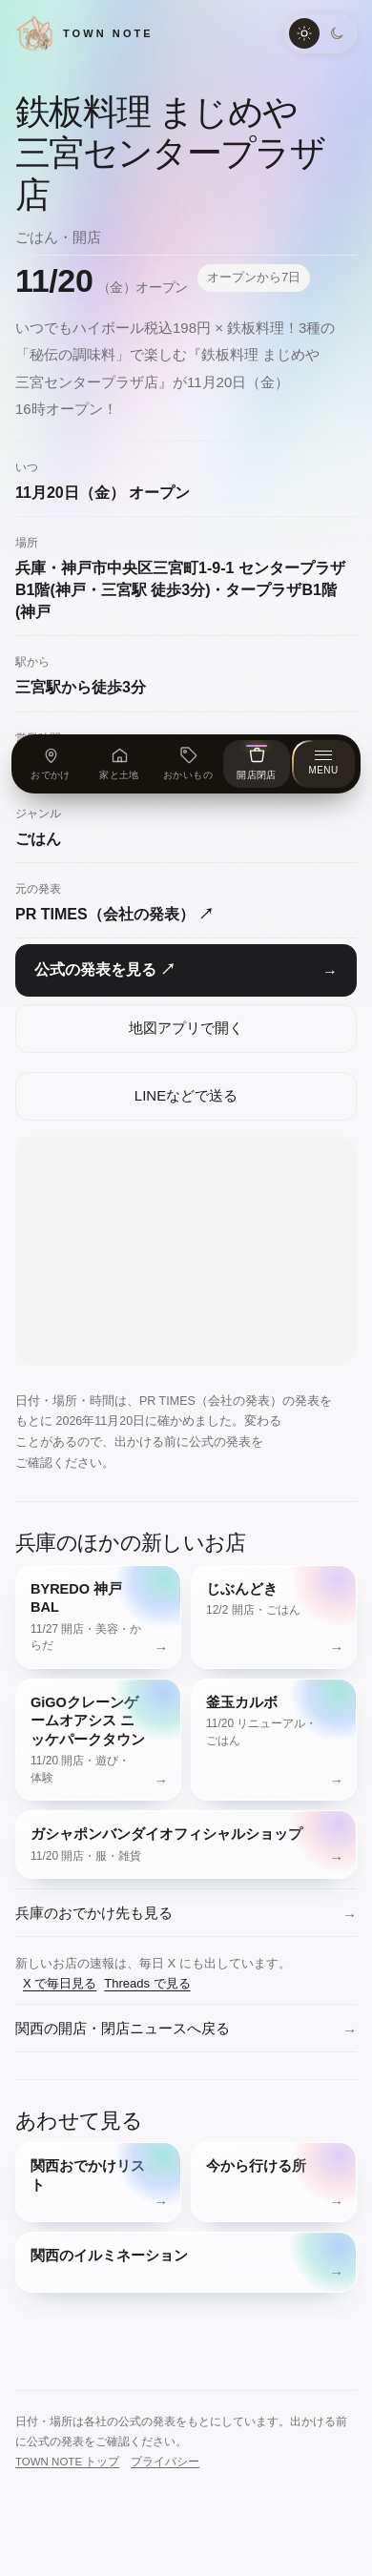 TOWN NOTE
鉄板料理 まじめや
三宮センタープラザ
店
ごはん・開店
11/20 （金）オープン オープンから7日
いつでもハイボール税込198円 × 鉄板料理！3種の
「秘伝の調味料」で楽しむ『鉄板料理 まじめや
三宮センタープラザ店』が11月20日（金）
16時オープン！
いつ
11月20日（金） オープン
場所
兵庫・神戸市中央区三宮町1-9-1 センタープラザ
B1階(神戸・三宮駅 徒歩3分)・タープラザB1階
(神戸
駅から
三宮駅から徒歩3分
おでかけ
家と土地
おかいもの
開店閉店
MENU
ジャンル
ごはん
元の発表
PR TIMES（会社の発表） ↗
公式の発表を見る ↗ →
地図アプリで開く
LINEなどで送る
日付・場所・時間は、PR TIMES（会社の発表）の発表を
もとに 2026年11月20日に確かめました。変わる
ことがあるので、出かける前に公式の発表を
ご確認ください。
兵庫のほかの新しいお店
BYREDO 神戸
BAL
11/27 開店・美容・か
らだ
→
じぶんどき
12/2 開店・ごはん
→
GiGOクレーンゲ
ームオアシス ニ
ッケパークタウン
11/20 開店・遊び・
体験
→
釜玉カルボ
11/20 リニューアル・
ごはん
→
ガシャポンバンダイオフィシャルショップ
11/20 開店・服・雑貨
→
兵庫のおでかけ先も見る →
新しいお店の速報は、毎日 X にも出しています。
X で毎日見る Threads で見る
関西の開店・閉店ニュースへ戻る →
あわせて見る
関西おでかけリス
ト
→
今から行ける所
→
関西のイルミネーション
→
日付・場所は各社の公式の発表をもとにしています。出かける前
に公式の発表をご確認ください。
TOWN NOTE トップ プライバシー